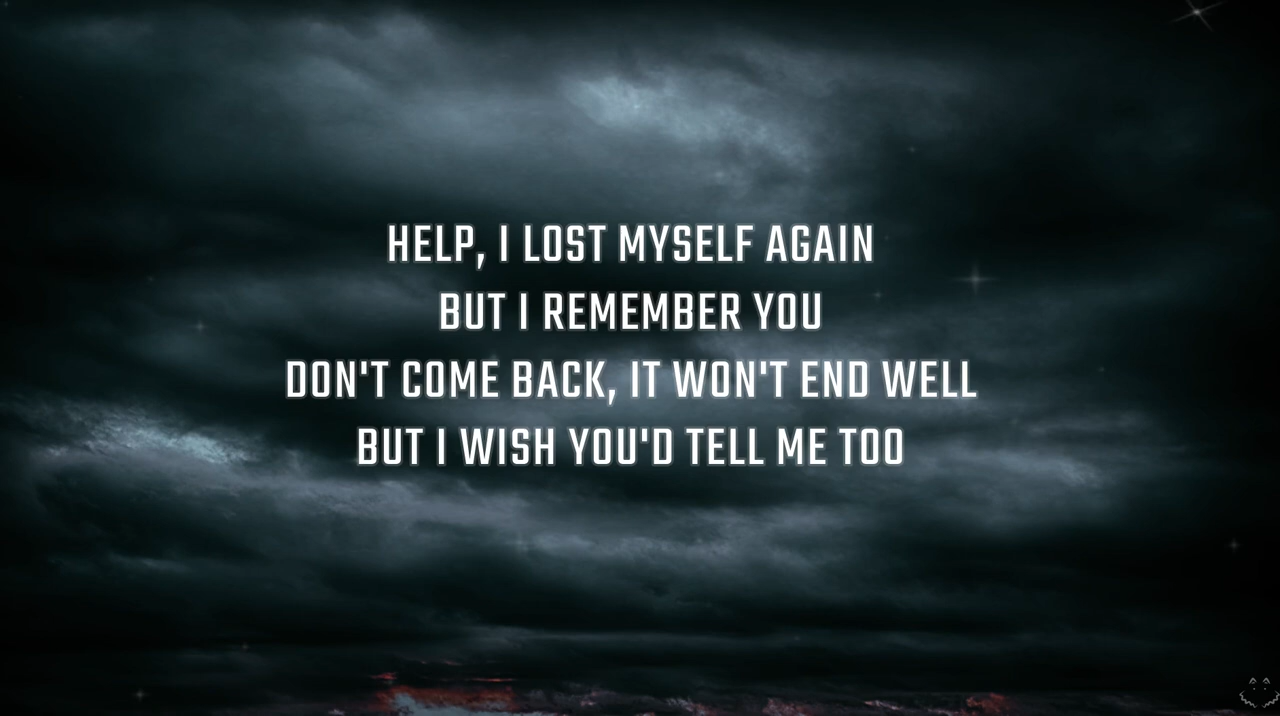 HELP, I LOST MYSELF AGAIN
BUT I REMEMBER YOU
DON'T COME BACK, IT WON'T END WELL
BUT I WISH YOU'D TELL ME TOO